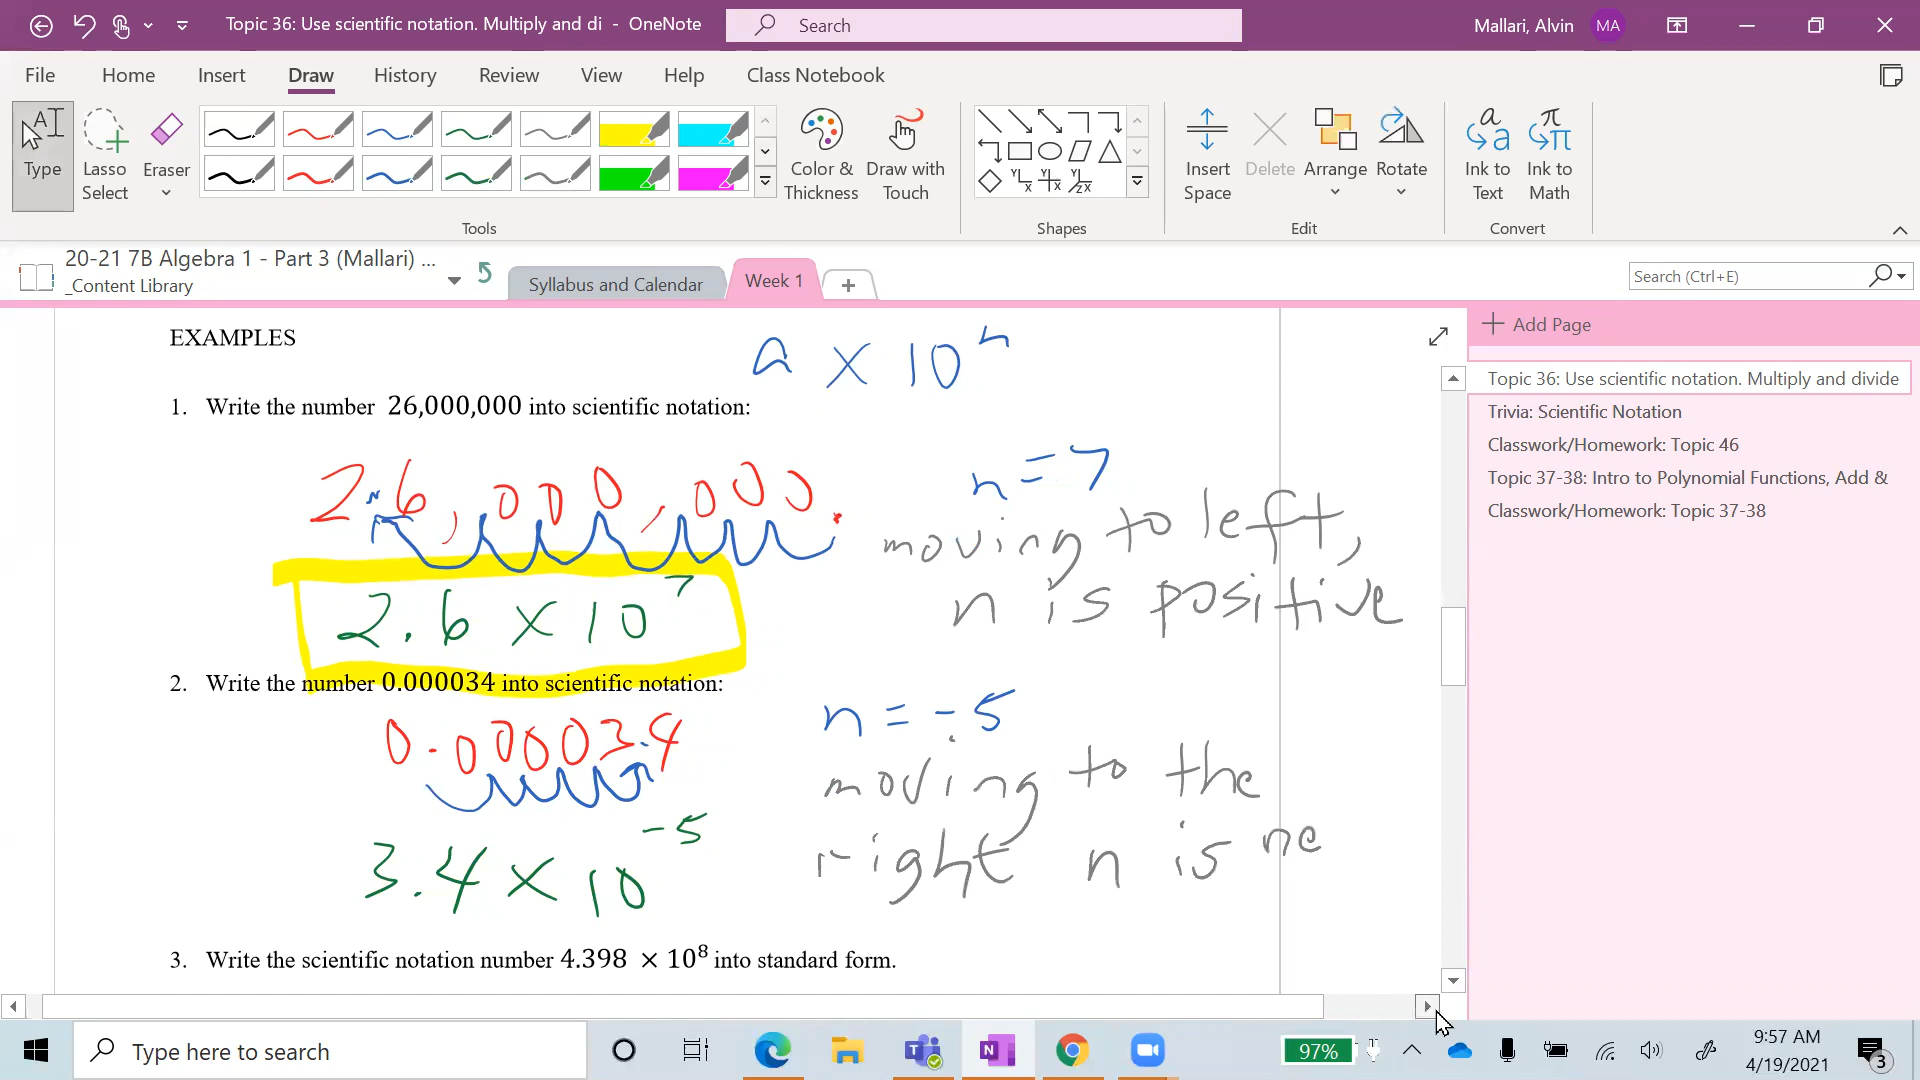 Topic 36: Use scientific notation. Multiply and di - OneNote
Search
Mallari, Alvin
MA
File Home Insert Draw History Review View Help Class Notebook
Type
Lasso Select
Eraser
Color & Thickness
Draw with Touch
Insert Space
Delete
Arrange
Rotate
Ink to Text
Ink to Math
Tools
Shapes
Edit
Convert
20-21 7B Algebra 1 - Part 3 (Mallari) ...
_Content Library
Syllabus and Calendar
Week 1
Search (Ctrl+E)
Add Page
Topic 36: Use scientific notation. Multiply and divide
Trivia: Scientific Notation
Classwork/Homework: Topic 46
Topic 37-38: Intro to Polynomial Functions, Add &
Classwork/Homework: Topic 37-38
EXAMPLES
a × 10ⁿ
1. Write the number 26,000,000 into scientific notation:
2.6,000,000.
n = 7
moving to left,
n is positive
2.6 × 10⁷
2. Write the number 0.000034 into scientific notation:
0.00003.4
n = -5
moving to the
right n is ne
3.4 × 10⁻⁵
3. Write the scientific notation number 4.398 × 10⁸ into standard form.
Type here to search
97%
9:57 AM
4/19/2021
3